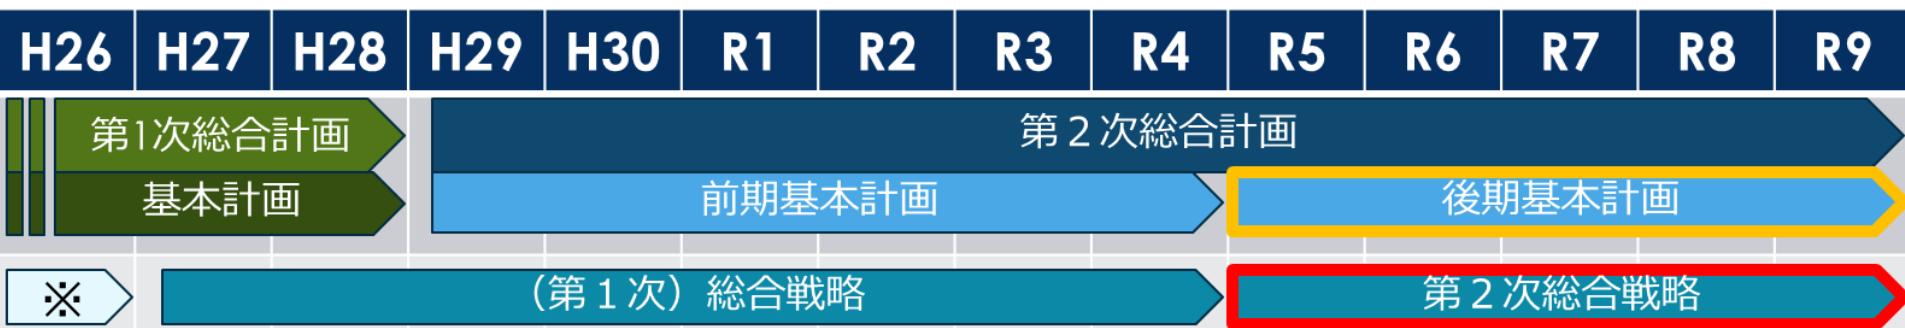 H26 H27 H28 H29 H30 R1 R2 R3 R4 R5 R6 R7 R8 R9
第1次総合計画 第２次総合計画
基本計画 前期基本計画 後期基本計画
※ （第１次）総合戦略 第２次総合戦略